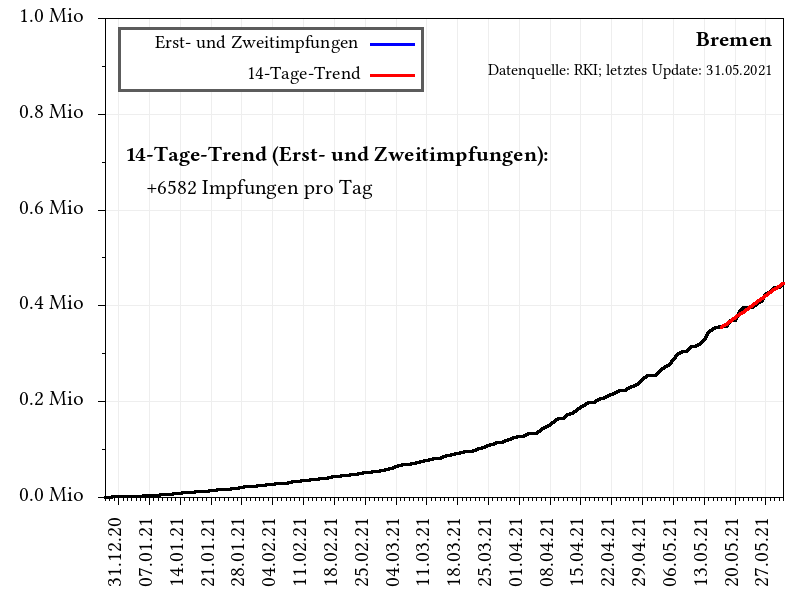 1.0 Mio
0.8 Mio
0.6 Mio
0.4 Mio
0.2 Mio
0.0 Mio
Erst- und Zweitimpfungen
14-Tage-Trend
Bremen
Datenquelle: RKI; letztes Update: 31.05.2021
14-Tage-Trend (Erst- und Zweitimpfungen):
+6582 Impfungen pro Tag
31.12.20
07.01.21
14.01.21
21.01.21
28.01.21
04.02.21
11.02.21
18.02.21
25.02.21
04.03.21
11.03.21
18.03.21
25.03.21
01.04.21
08.04.21
15.04.21
22.04.21
29.04.21
06.05.21
13.05.21
20.05.21
27.05.21